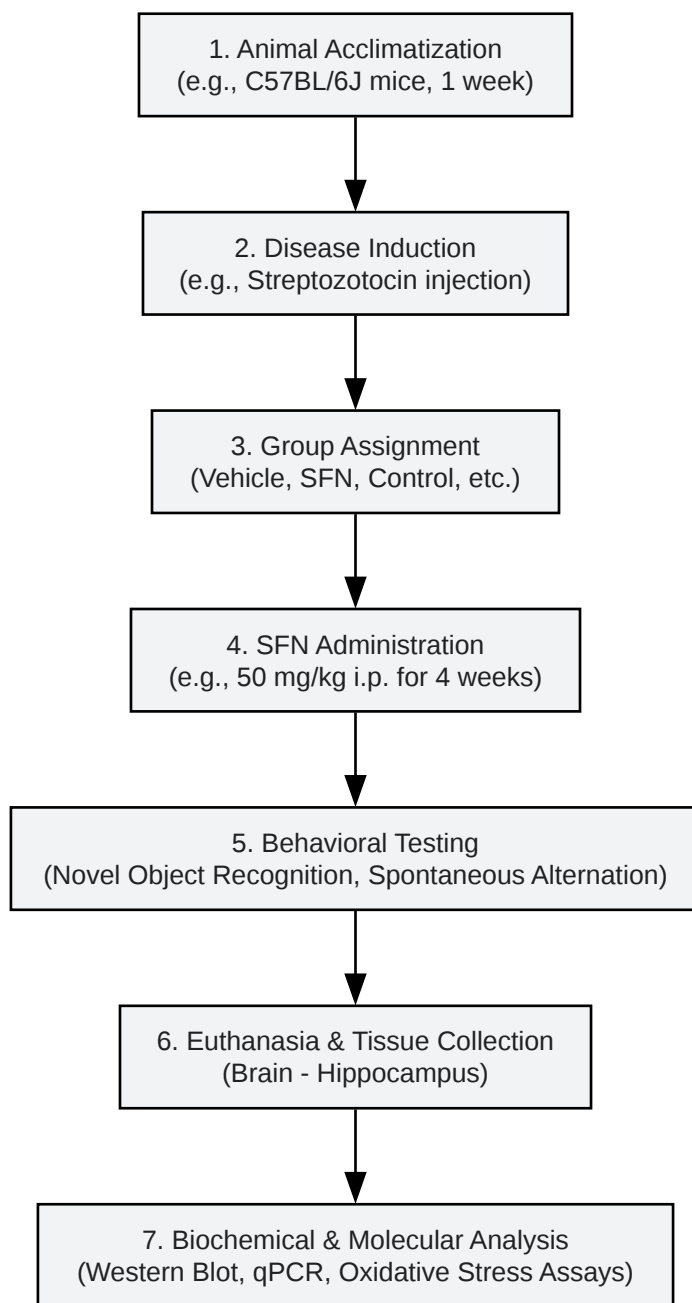 1. Animal Acclimatization
(e.g., C57BL/6J mice, 1 week)
2. Disease Induction
(e.g., Streptozotocin injection)
3. Group Assignment
(Vehicle, SFN, Control, etc.)
4. SFN Administration
(e.g., 50 mg/kg i.p. for 4 weeks)
5. Behavioral Testing
(Novel Object Recognition, Spontaneous Alternation)
6. Euthanasia & Tissue Collection
(Brain - Hippocampus)
7. Biochemical & Molecular Analysis
(Western Blot, qPCR, Oxidative Stress Assays)